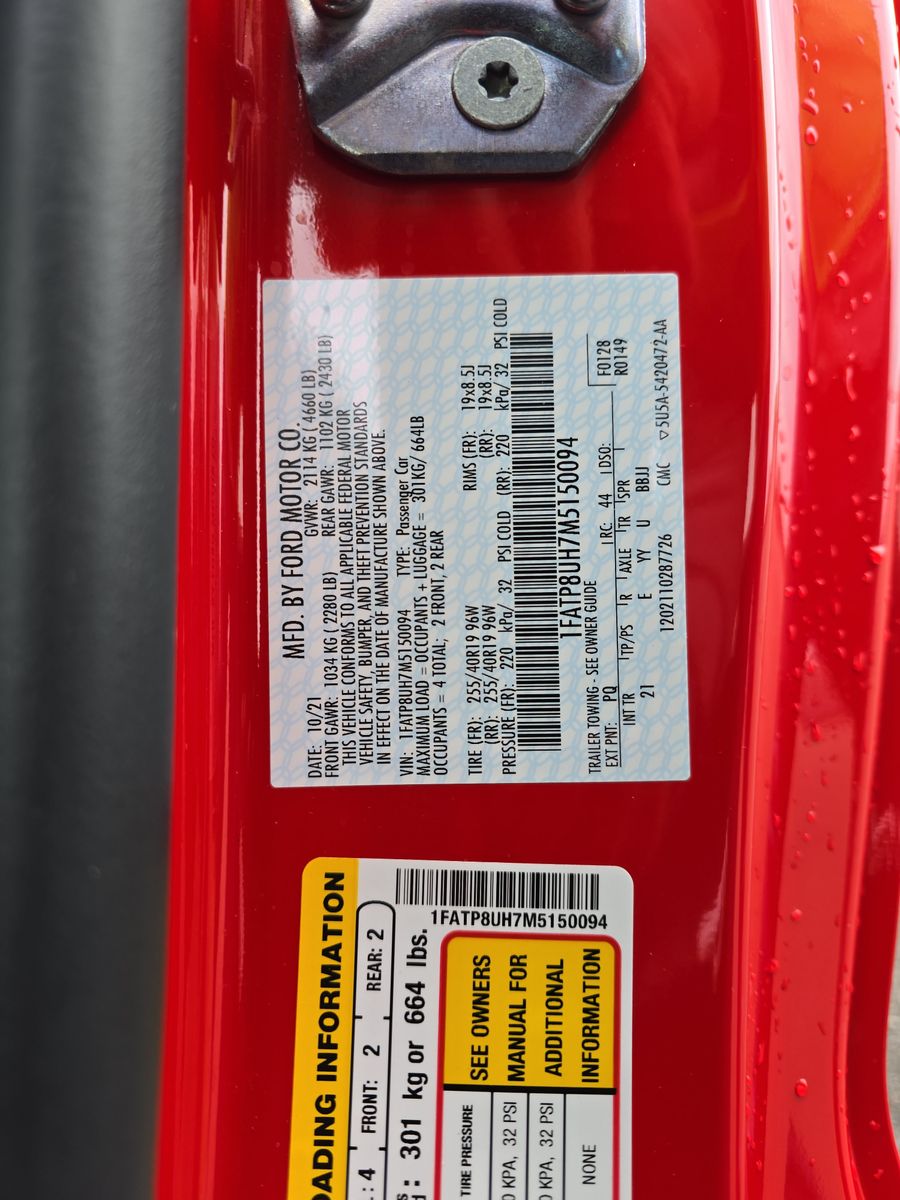 MFD. BY FORD MOTOR CO.
DATE: 10/21 GVWR: 2114 KG ( 4660 LB)
FRONT GAWR: 1034 KG ( 2280 LB) REAR GAWR: 1102 KG ( 2430 LB)
THIS VEHICLE CONFORMS TO ALL APPLICABLE FEDERAL MOTOR
VEHICLE SAFETY, BUMPER, AND THEFT PREVENTION STANDARDS
IN EFFECT ON THE DATE OF MANUFACTURE SHOWN ABOVE.
VIN: 1FATP8UH7M5150094 TYPE: Passenger Car
MAXIMUM LOAD = OCCUPANTS + LUGGAGE = 301KG/ 664LB
OCCUPANTS = 4 TOTAL; 2 FRONT, 2 REAR
TIRE (FR): 255/40R19 96W RIMS (FR): 19x8.5J
(RR): 255/40R19 96W (RR): 19x8.5J
PRESSURE (FR): 220 kPa/ 32 PSI COLD (RR): 220 kPa/ 32 PSI COLD
1FATP8UH7M5150094
TRAILER TOWING - SEE OWNER GUIDE F0128
EXT PNT: PQ RC: 44 DSO: R0149
INT TR TP/PS R AXLE TR SPR
21 E YY U BBJJ
1202110287726 CMC ▽5U5A-5420472-AA
ADING INFORMATION
: 4 FRONT: 2 REAR: 2
: 301 kg or 664 lbs.
1FATP8UH7M5150094
TIRE PRESSURE
0 KPA, 32 PSI
0 KPA, 32 PSI
NONE
SEE OWNERS
MANUAL FOR
ADDITIONAL
INFORMATION